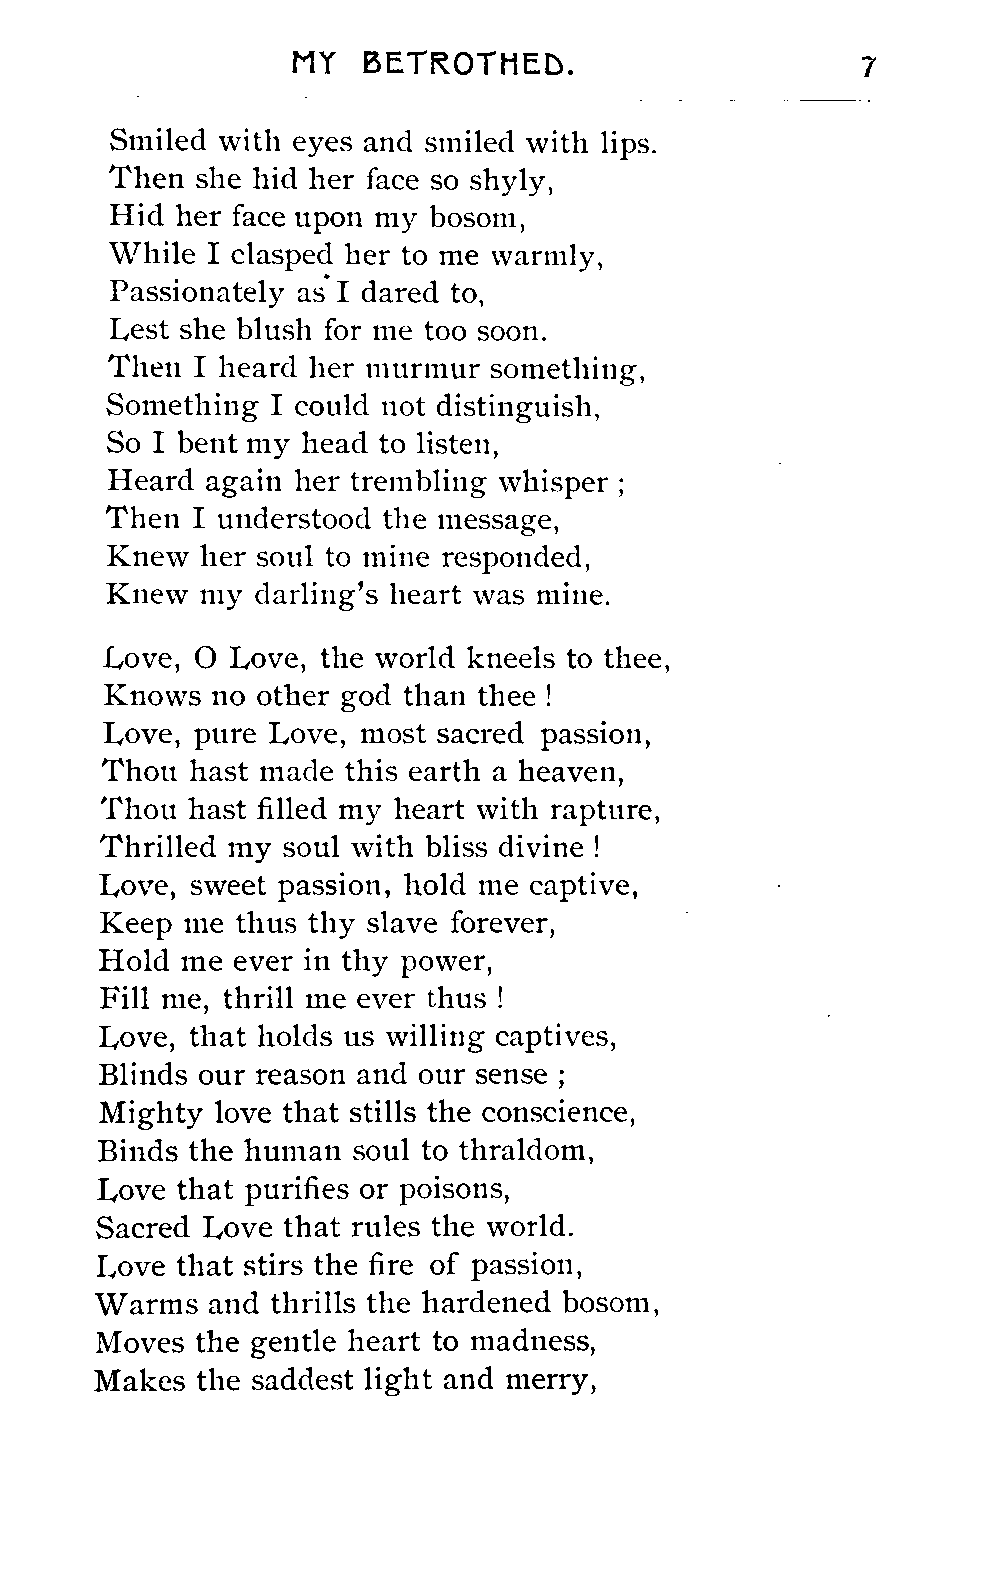 MY BETROTHED. 7
Smiled with eyes and smiled with lips.
Then she hid her face so shyly,
Hid her face upon my bosom,
While I clasped her to me warmly,
Passionately as I dared to,
Lest she blush for me too soon.
Then I heard her murmur something,
Something I could not distinguish,
So I bent my head to listen,
Heard again her trembling whisper ;
Then I understood the message,
Knew her soul to mine responded,
Knew my darling's heart was mine.
Love, O Love, the world kneels to thee,
Knows no other god than thee !
Love, pure Love, most sacred passion,
Thou hast made this earth a heaven,
Thou hast filled my heart with rapture,
Thrilled my soul with bliss divine !
Love, sweet passion, hold me captive,
Keep me thus thy slave forever,
Hold me ever in thy power,
Fill me, thrill me ever thus !
Love, that holds us willing captives,
Blinds our reason and our sense ;
Mighty love that stills the conscience,
Binds the human soul to thraldom,
Love that purifies or poisons,
Sacred Love that rules the world.
Love that stirs the fire of passion,
Warms and thrills the hardened bosom,
Moves the gentle heart to madness,
Makes the saddest light and merry,